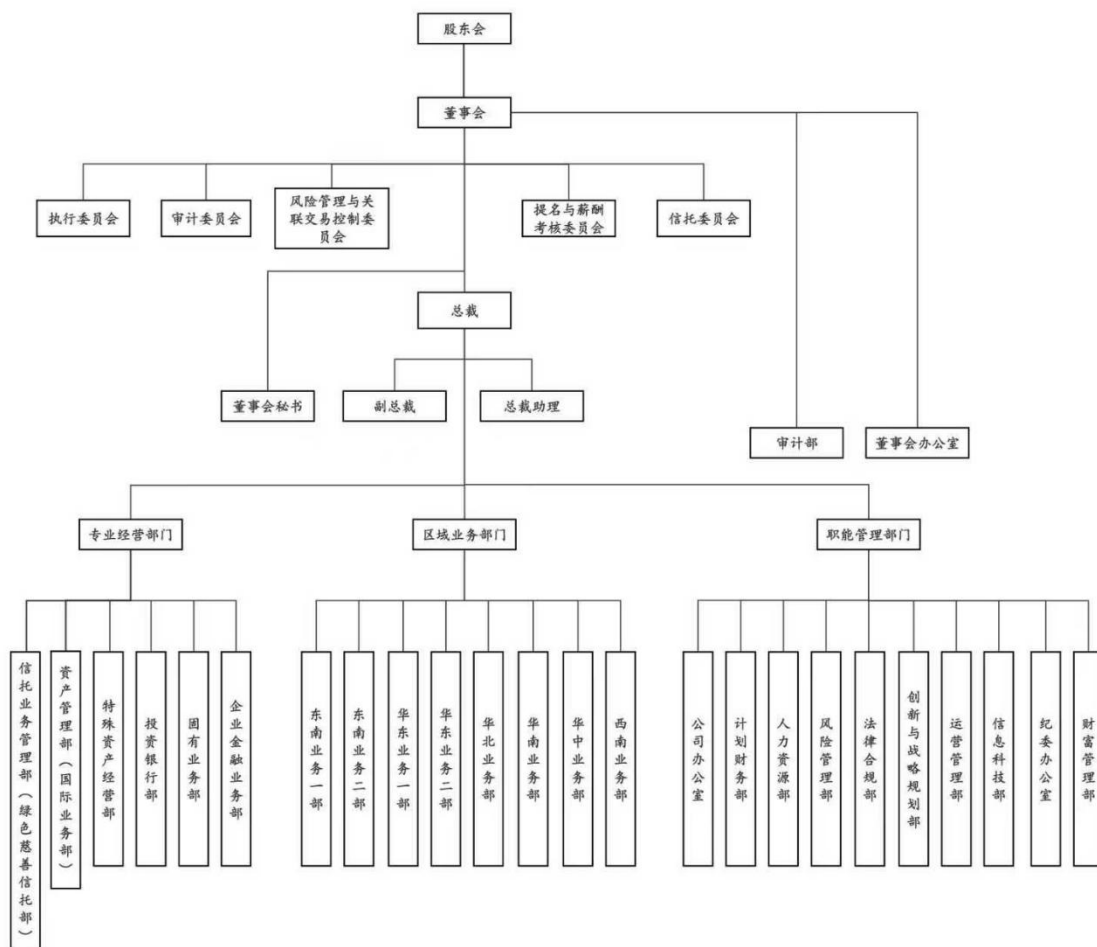 股东会
董事会
执行委员会
审计委员会
风险管理与关
联交易控制委
员会
提名与薪酬
考核委员会
信托委员会
总裁
董事会秘书
副总裁
总裁助理
审计部
董事会办公室
专业经营部门
区域业务部门
职能管理部门
信托业务管理部（绿色慈善信托部）
资产管理部（国际业务部）
特殊资产经营部
投资银行部
固有业务部
企业金融业务部
东南业务一部
东南业务二部
华东业务一部
华东业务二部
华北业务部
华南业务部
华中业务部
西南业务部
公司办公室
计划财务部
人力资源部
风险管理部
法律合规部
创新与战略规划部
运营管理部
信息科技部
纪委办公室
财富管理部